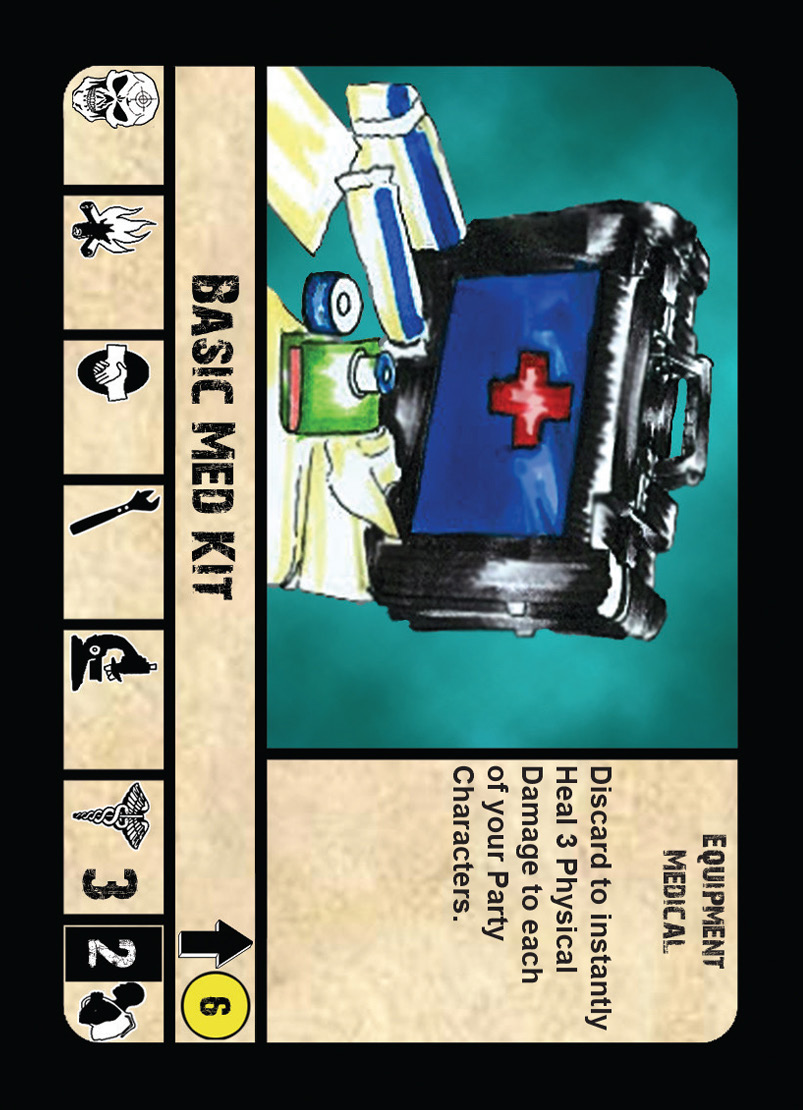 EQUIPMENT
MEDICAL
Discard to instantly
Heal 3 Physical
Damage to each
of your Party
Characters.
BASIC MED KIT
6
3
2